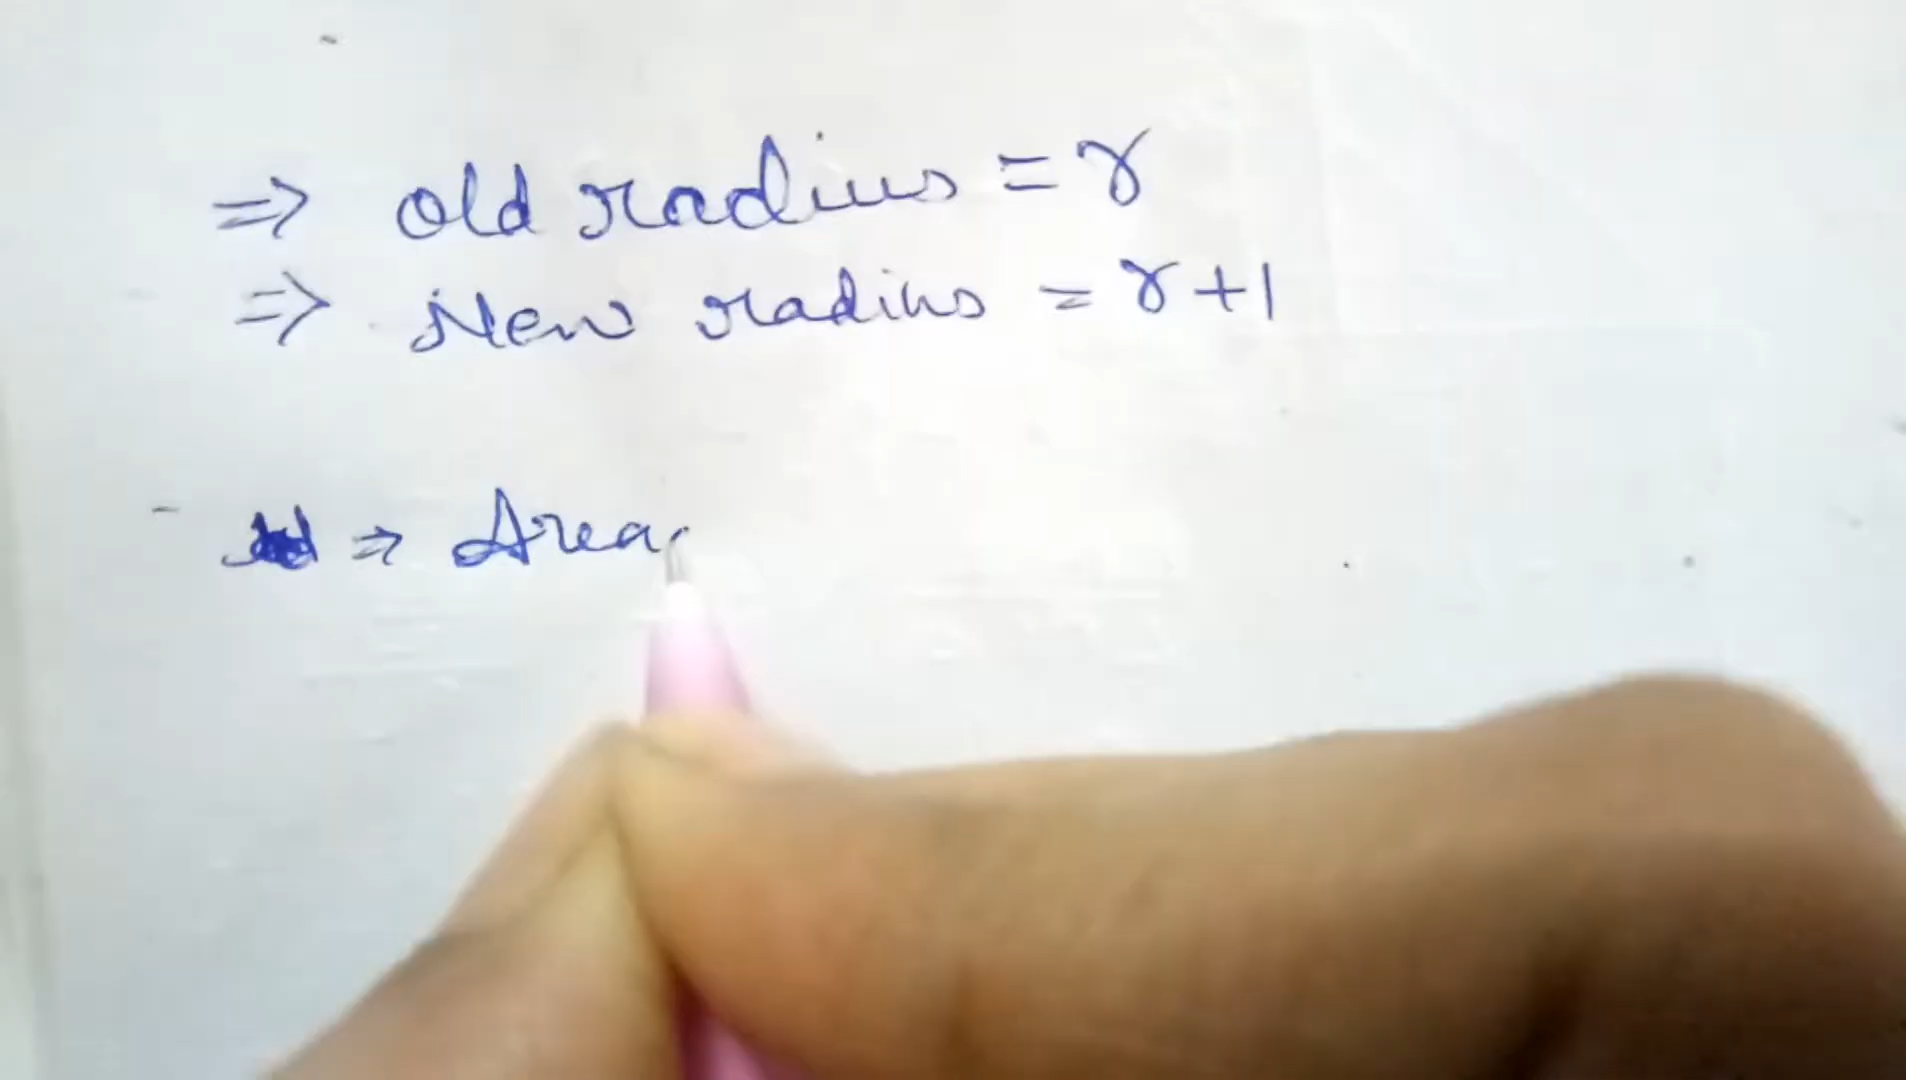 ⇒ old radius = r
⇒ New radius = r+1
⇒ Area